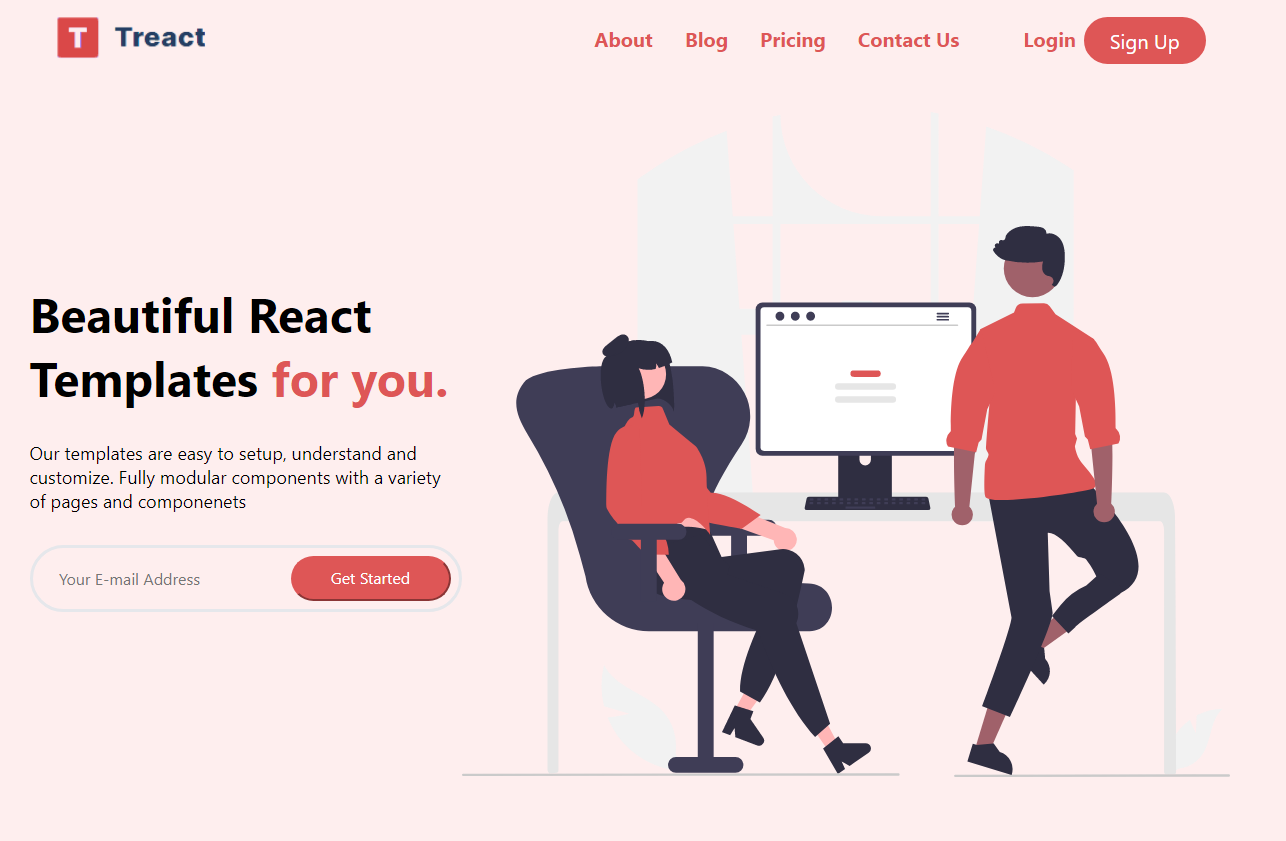 T Treact
About Blog Pricing Contact Us Login Sign Up
Beautiful React
Templates for you.
Our templates are easy to setup, understand and
customize. Fully modular components with a variety
of pages and componenets
Your E-mail Address
Get Started